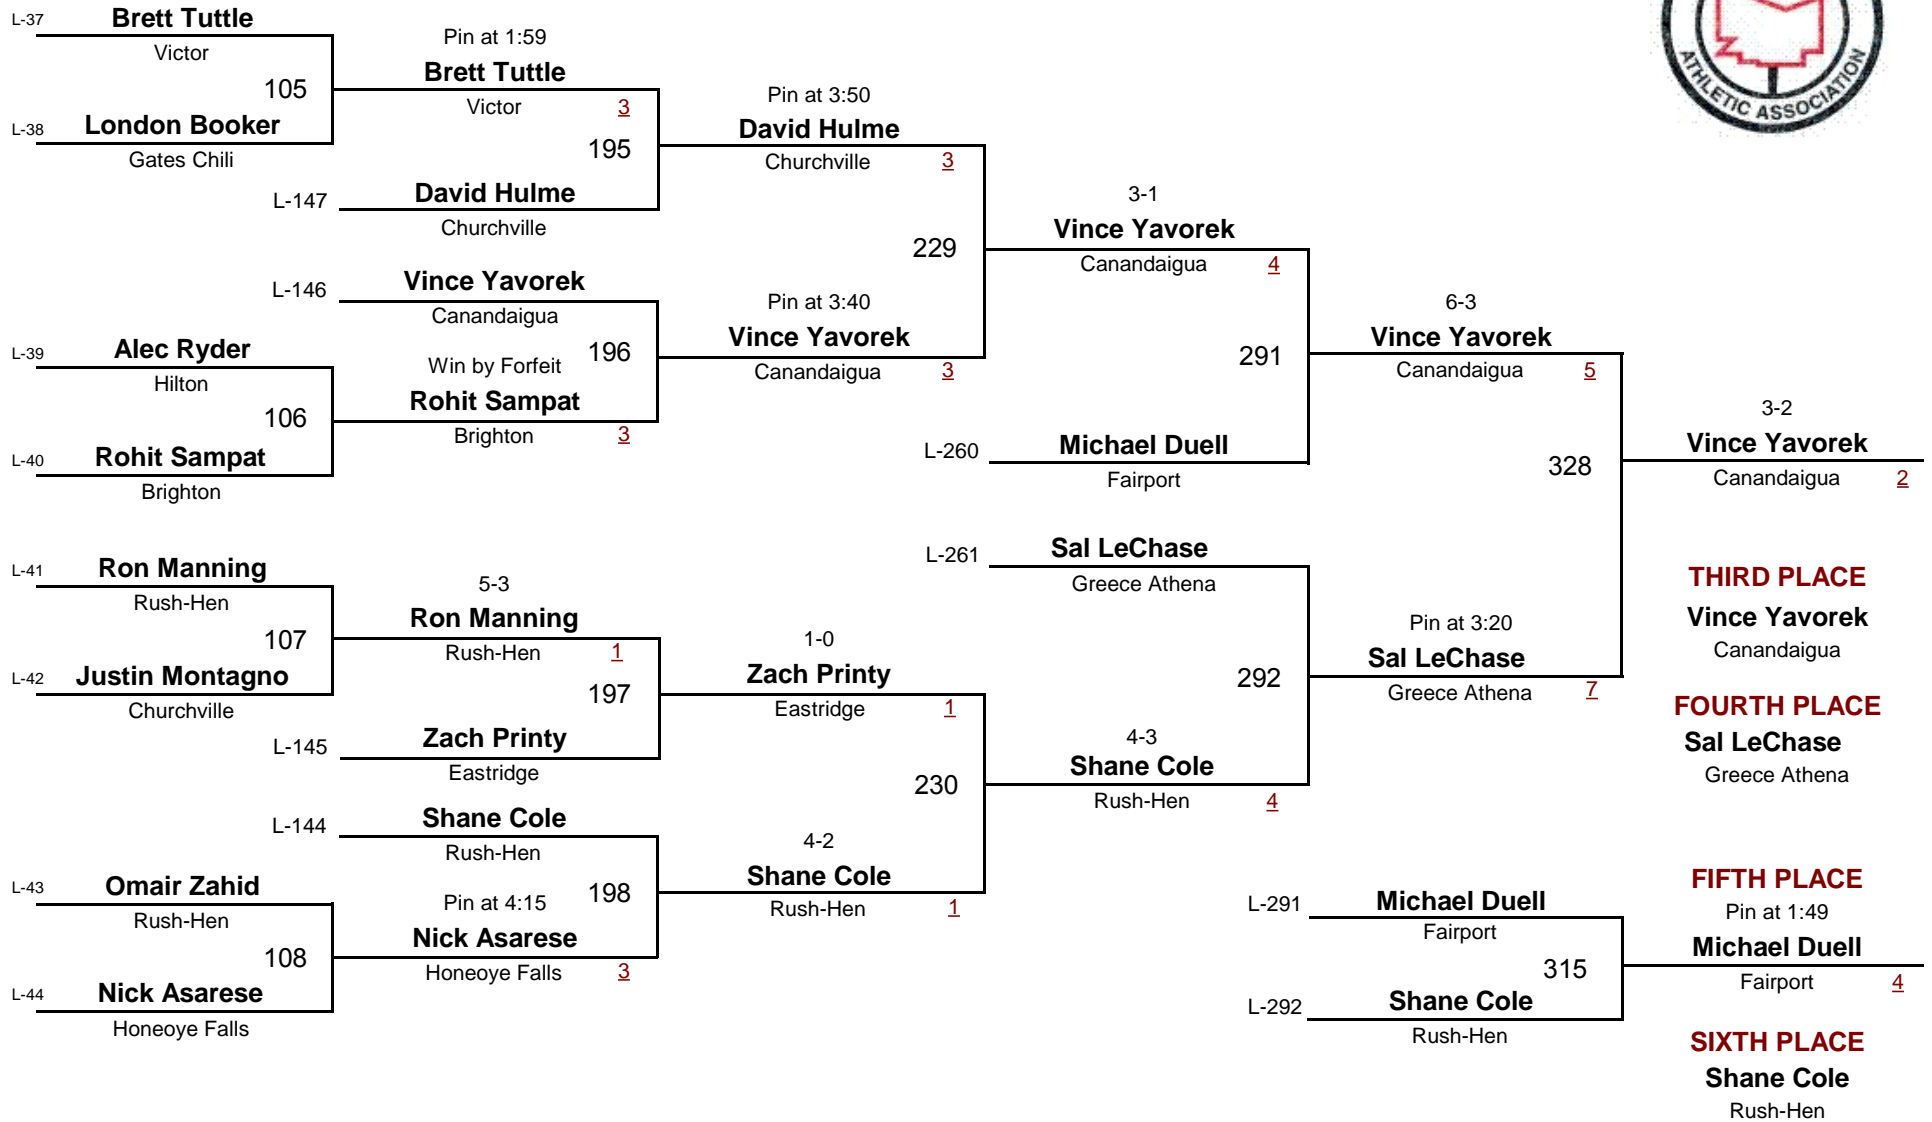 L-37
Brett Tuttle
Victor
105
L-38
London Booker
Gates Chili
Pin at 1:59
Brett Tuttle
Victor 3
195
L-147
David Hulme
Churchville
Pin at 3:50
David Hulme
Churchville 3
229
L-146
Vince Yavorek
Canandaigua
196
L-39
Alec Ryder
Hilton
106
L-40
Rohit Sampat
Brighton
Win by Forfeit
Rohit Sampat
Brighton 3
Pin at 3:40
Vince Yavorek
Canandaigua 3
3-1
Vince Yavorek
Canandaigua 4
291
L-260
Michael Duell
Fairport
6-3
Vince Yavorek
Canandaigua 5
328
3-2
Vince Yavorek
Canandaigua 2
L-41
Ron Manning
Rush-Hen
107
L-42
Justin Montagno
Churchville
5-3
Ron Manning
Rush-Hen 1
197
L-145
Zach Printy
Eastridge
1-0
Zach Printy
Eastridge 1
230
L-144
Shane Cole
Rush-Hen
198
L-43
Omair Zahid
Rush-Hen
108
L-44
Nick Asarese
Honeoye Falls
Pin at 4:15
Nick Asarese
Honeoye Falls 3
4-2
Shane Cole
Rush-Hen 1
L-261
Sal LeChase
Greece Athena
292
4-3
Shane Cole
Rush-Hen 4
Pin at 3:20
Sal LeChase
Greece Athena 7
THIRD PLACE
Vince Yavorek
Canandaigua
FOURTH PLACE
Sal LeChase
Greece Athena
L-291
Michael Duell
Fairport
315
L-292
Shane Cole
Rush-Hen
FIFTH PLACE
Pin at 1:49
Michael Duell
Fairport 4
SIXTH PLACE
Shane Cole
Rush-Hen
ATHLETIC ASSOCIATION